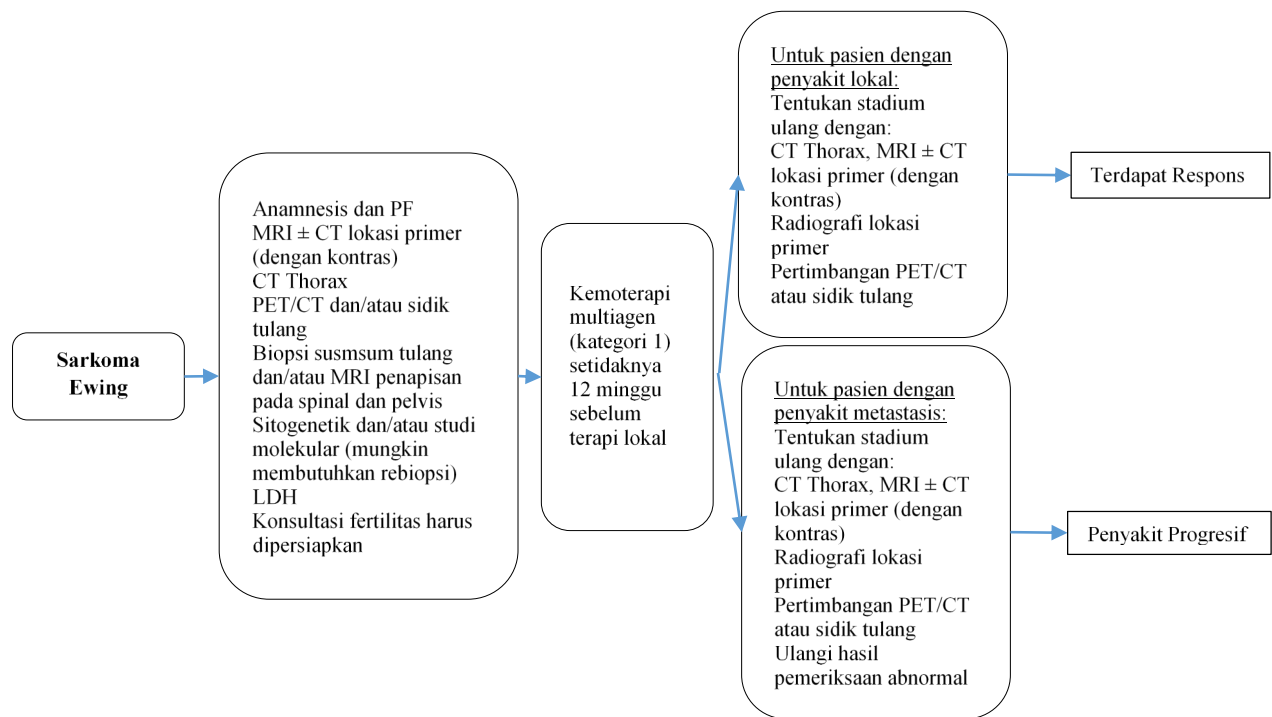 Sarkoma
Ewing
Anamnesis dan PF
MRI ± CT lokasi primer
(dengan kontras)
CT Thorax
PET/CT dan/atau sidik
tulang
Biopsi susmsum tulang
dan/atau MRI penapisan
pada spinal dan pelvis
Sitogenetik dan/atau studi
molekular (mungkin
membutuhkan rebiopsi)
LDH
Konsultasi fertilitas harus
dipersiapkan
Kemoterapi
multiagen
(kategori 1)
setidaknya
12 minggu
sebelum
terapi lokal
Untuk pasien dengan
penyakit lokal:
Tentukan stadium
ulang dengan:
CT Thorax, MRI ± CT
lokasi primer (dengan
kontras)
Radiografi lokasi
primer
Pertimbangan PET/CT
atau sidik tulang
Terdapat Respons
Untuk pasien dengan
penyakit metastasis:
Tentukan stadium
ulang dengan:
CT Thorax, MRI ± CT
lokasi primer (dengan
kontras)
Radiografi lokasi
primer
Pertimbangan PET/CT
atau sidik tulang
Ulangi hasil
pemeriksaan abnormal
Penyakit Progresif